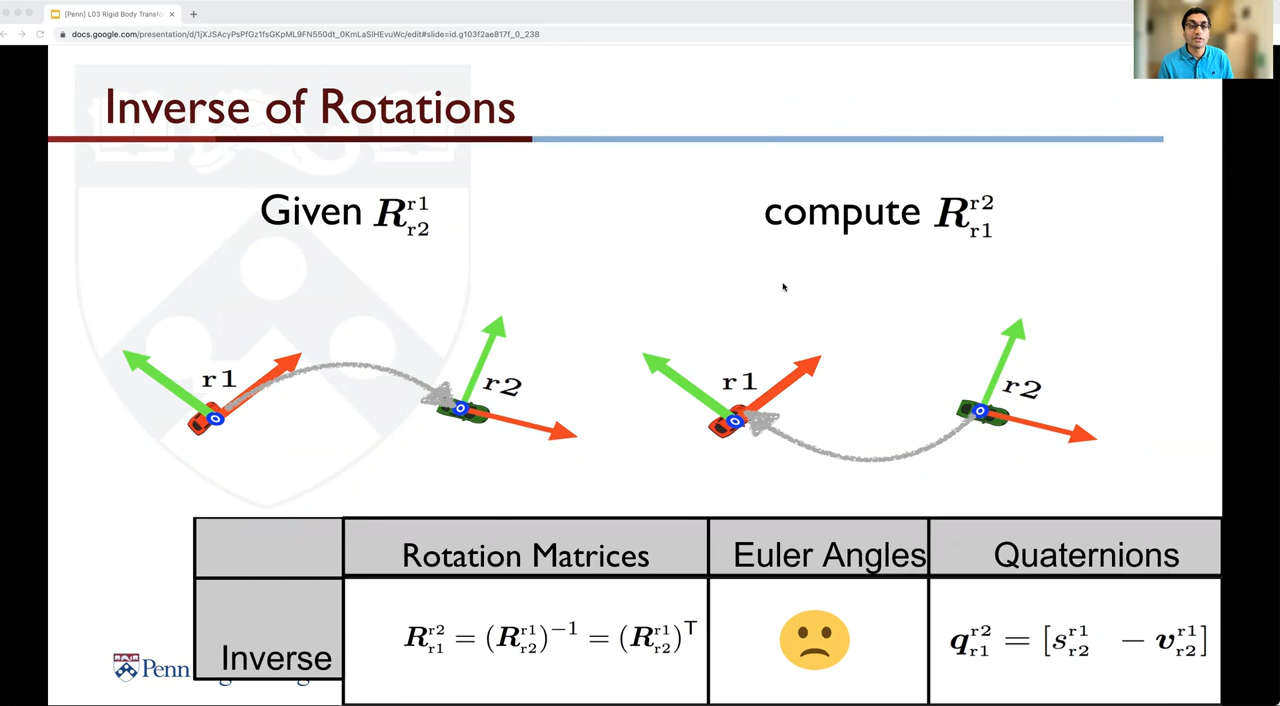 [Penn] L03 Rigid Body Transfo
docs.google.com/presentation/d/1jXJSAcyPsPfGz1fsGKpML9FN550dt_0KmLaSIHEvuWc/edit#slide=id.g103f2ae817f_0_238
Inverse of Rotations
Given R^{r1}_{r2} compute R^{r2}_{r1}
r1 r2 r1 r2
Rotation Matrices Euler Angles Quaternions
Inverse R^{r2}_{r1} = (R^{r1}_{r2})^{-1} = (R^{r1}_{r2})^T q^{r2}_{r1} = [s^{r1}_{r2} -v^{r1}_{r2}]
Penn